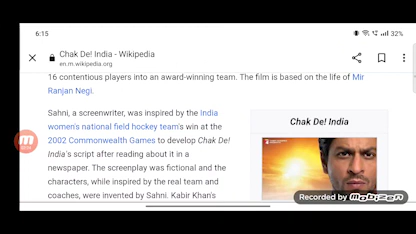 6:15
32%
Chak De! India - Wikipedia
en.m.wikipedia.org
16 contentious players into an award-winning team. The film is based on the life of Mir
Ranjan Negi.
Sahni, a screenwriter, was inspired by the India
women's national field hockey team's win at the
2002 Commonwealth Games to develop Chak De!
India's script after reading about it in a
newspaper. The screenplay was fictional and the
characters, while inspired by the real team and
coaches, were invented by Sahni. Kabir Khan's
Chak De! India
Recorded by Mobizen